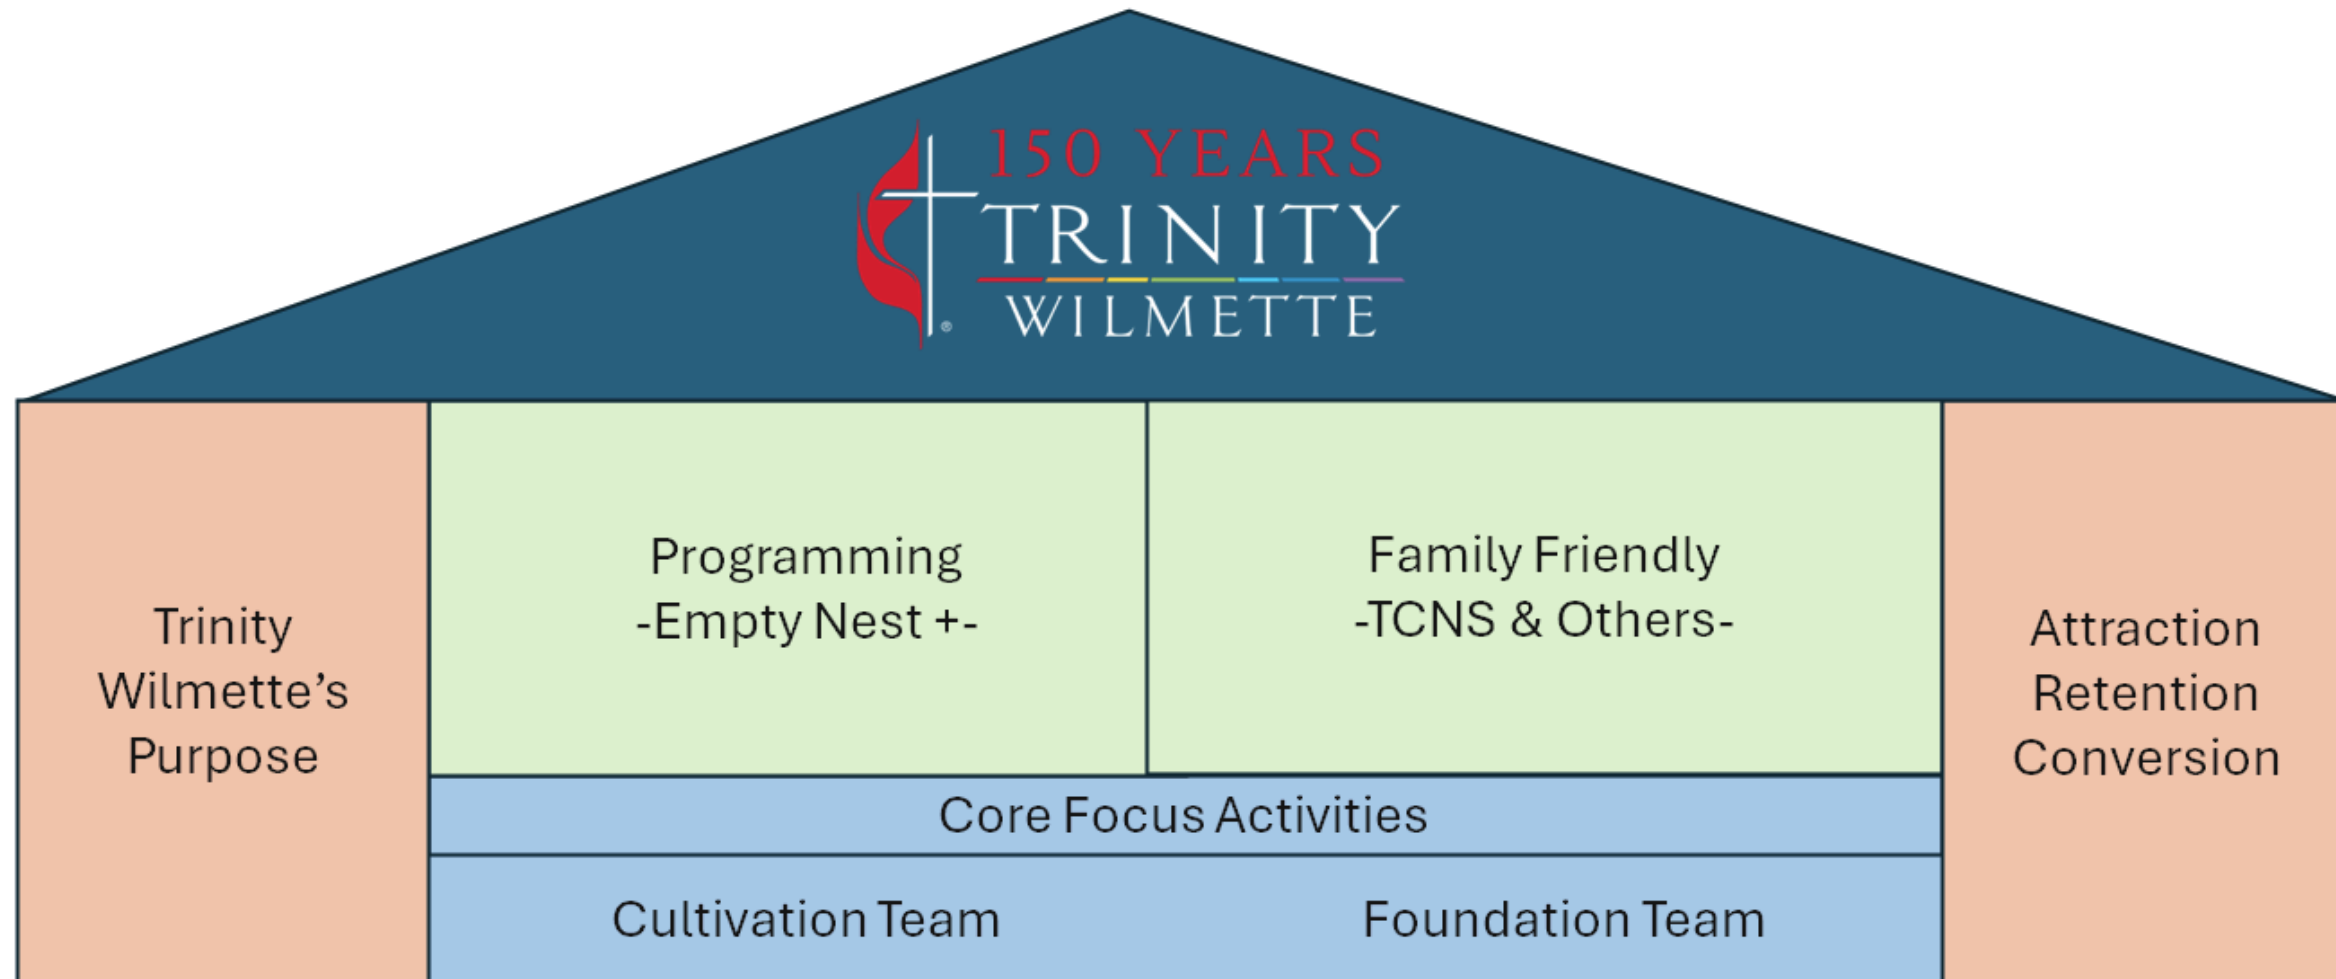 150 YEARS
TRINITY
WILMETTE
®
Trinity
Wilmette’s
Purpose
Programming
-Empty Nest +-
Family Friendly
-TCNS & Others-
Attraction
Retention
Conversion
Core Focus Activities
Cultivation Team
Foundation Team